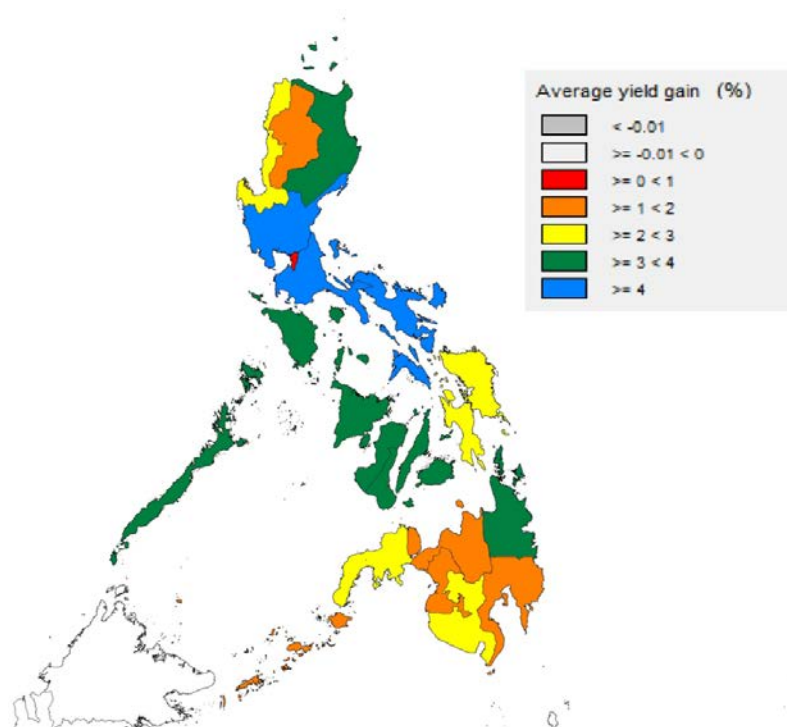 Average yield gain (%)
< -0.01
>= -0.01 < 0
>= 0 < 1
>= 1 < 2
>= 2 < 3
>= 3 < 4
>= 4